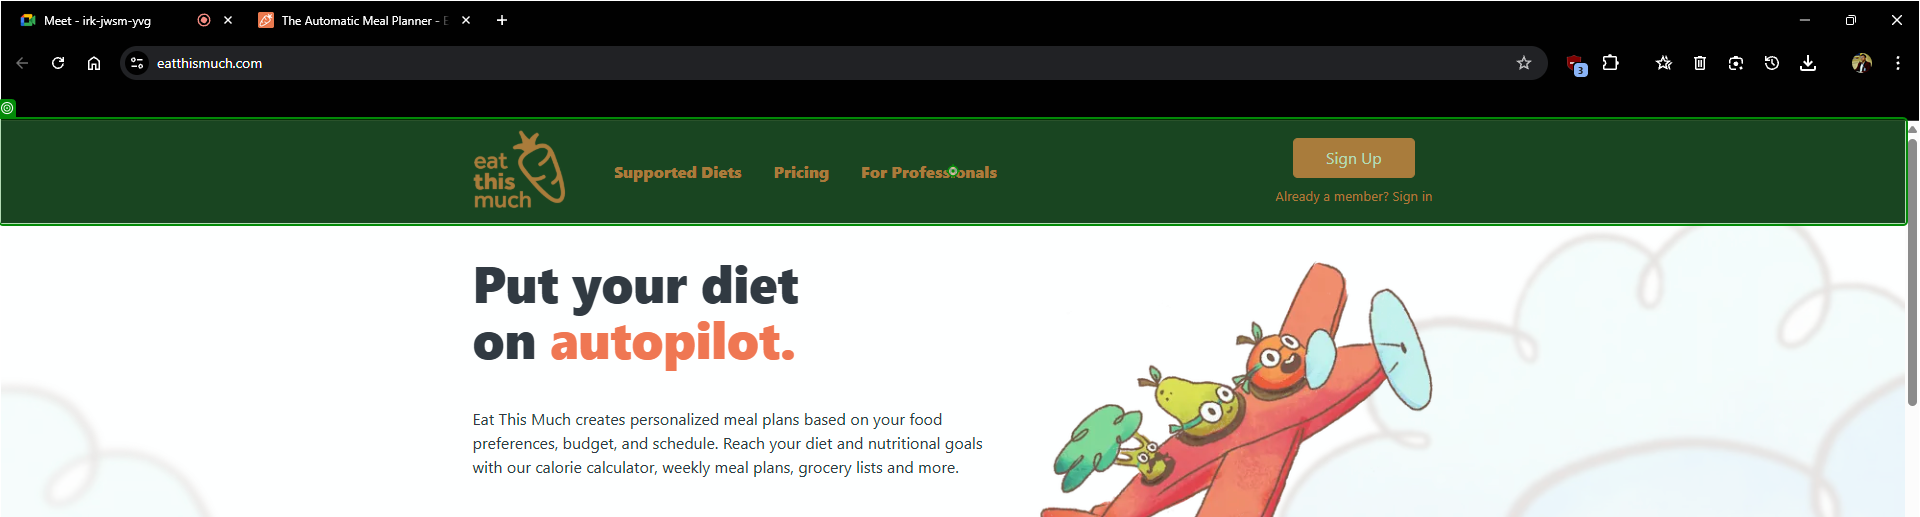 Meet - irk-jwsm-yvg
The Automatic Meal Planner - E
eatthismuch.com
3
eat
this
much
Supported Diets
Pricing
For Professionals
Sign Up
Already a member? Sign in
Put your diet
on autopilot.
Eat This Much creates personalized meal plans based on your food
preferences, budget, and schedule. Reach your diet and nutritional goals
with our calorie calculator, weekly meal plans, grocery lists and more.